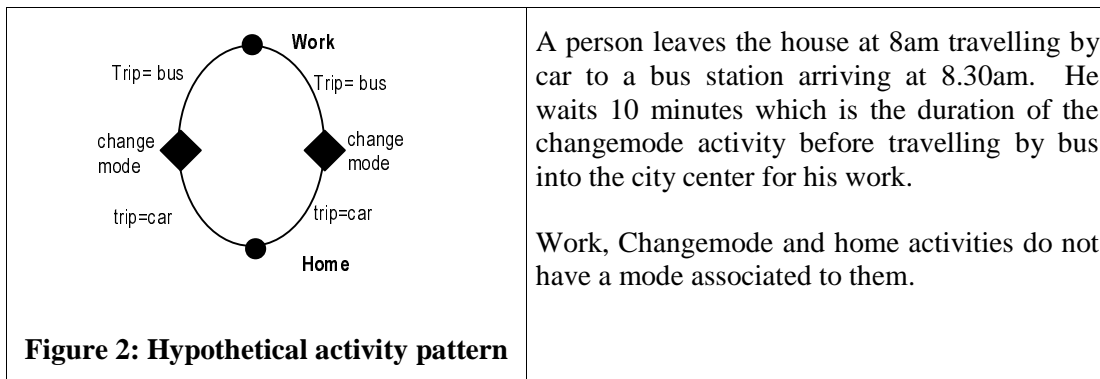 Work
Trip= bus
Trip= bus
change
mode
change
mode
trip=car
trip=car
Home
Figure 2: Hypothetical activity pattern
A person leaves the house at 8am travelling by
car to a bus station arriving at 8.30am. He
waits 10 minutes which is the duration of the
changemode activity before travelling by bus
into the city center for his work.
Work, Changemode and home activities do not
have a mode associated to them.